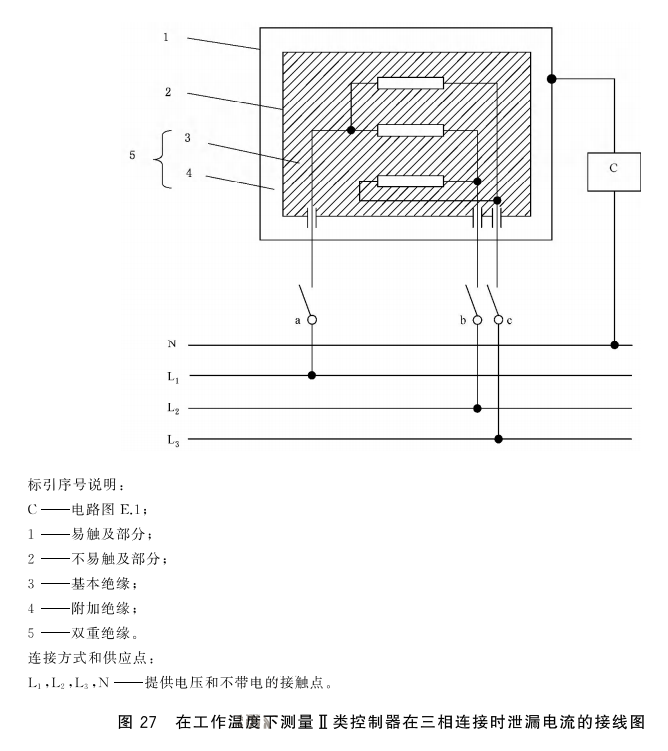 1
2
3
5
4
C
a
b
c
N
L₁
L₂
L₃
标引序号说明:
C ——电路图 E.1;
1 ——易触及部分;
2 ——不易触及部分;
3 ——基本绝缘;
4 ——附加绝缘;
5 ——双重绝缘。
连接方式和供应点:
L₁,L₂,L₃,N ——提供电压和不带电的接触点。
图 27 在工作温度下测量Ⅱ类控制器在三相连接时泄漏电流的接线图